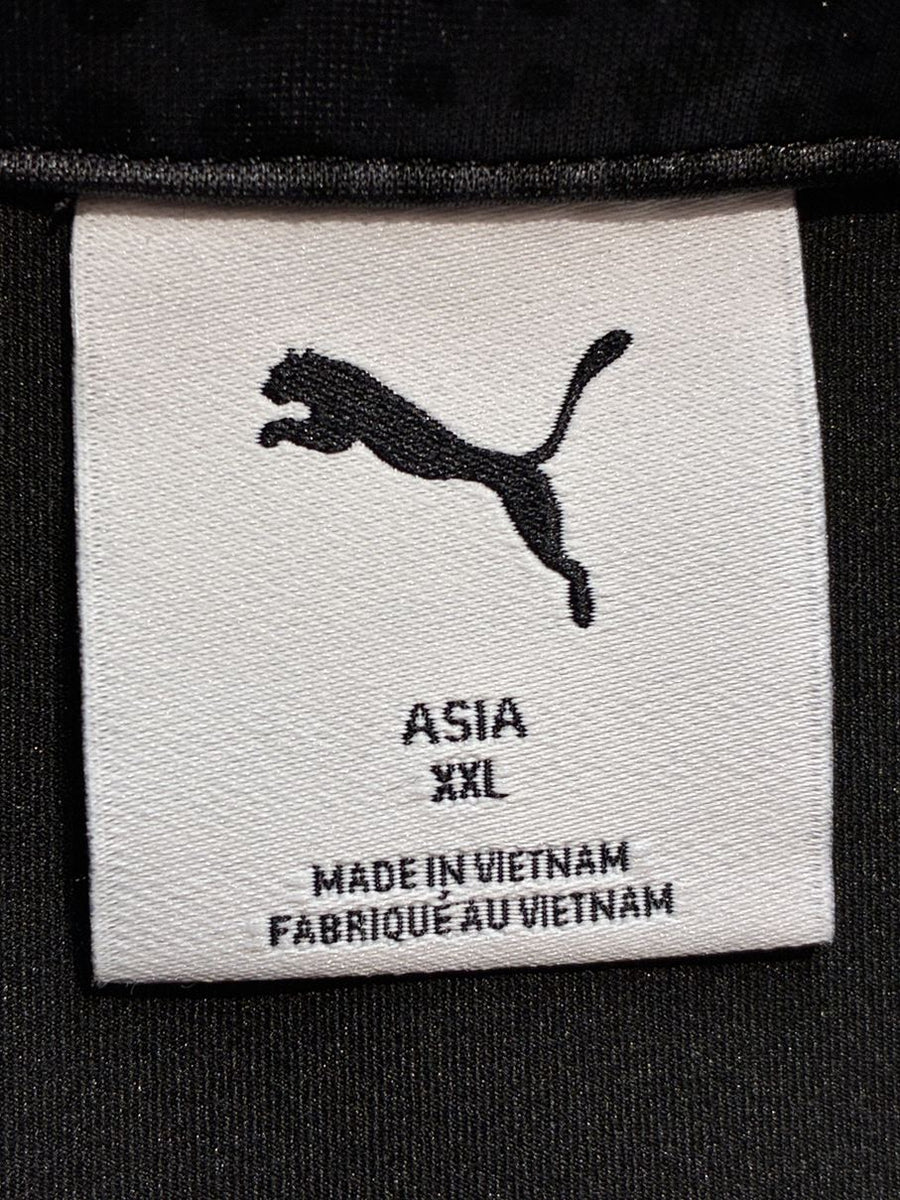 ASIA
XXL
MADE IN VIETNAM
FABRIQUÉ AU VIETNAM